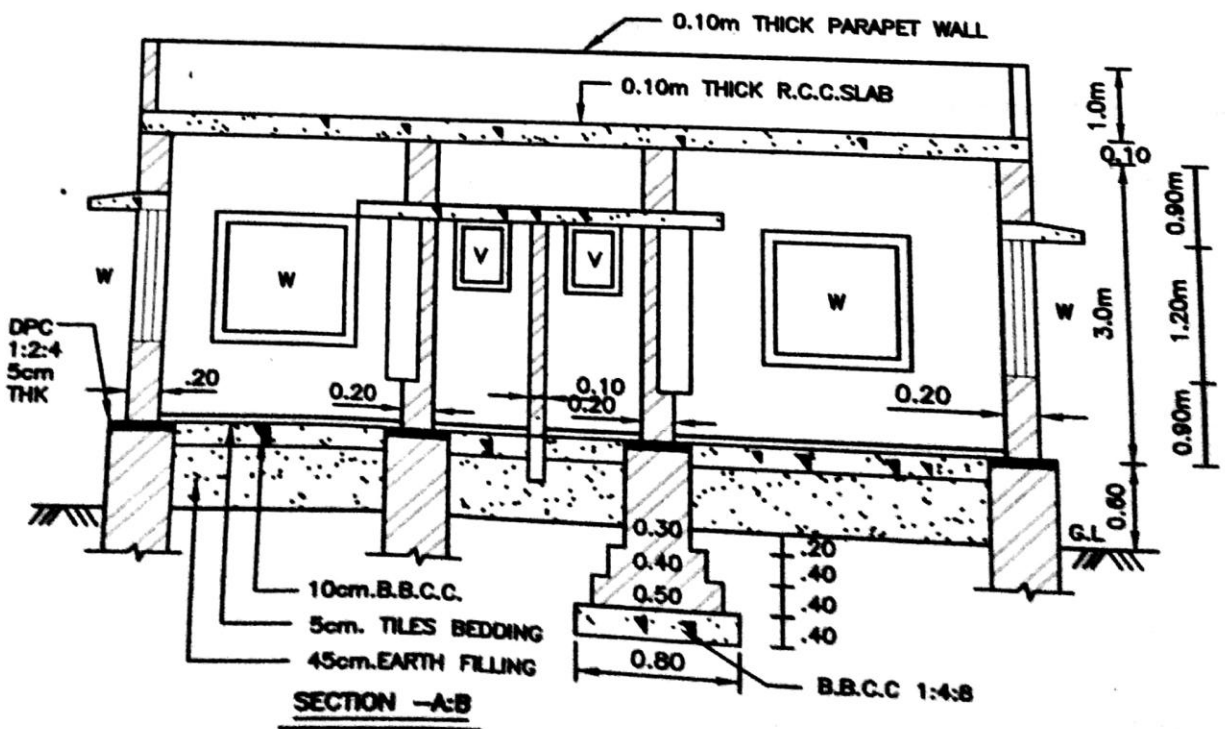 0.10m THICK PARAPET WALL
0.10m THICK R.C.C.SLAB
1.0m
0.10
0.90m
3.0m
1.20m
0.90m
0.60
W
W
V
V
W
W
DPC
1:2:4
5cm
THK
.20
0.20
0.10
0.20
0.20
G.L
0.30
0.40
0.50
.20
.40
.40
.40
0.80
10cm.B.B.C.C.
5cm. TILES BEDDING
45cm.EARTH FILLING
B.B.C.C 1:4:8
SECTION -A:B